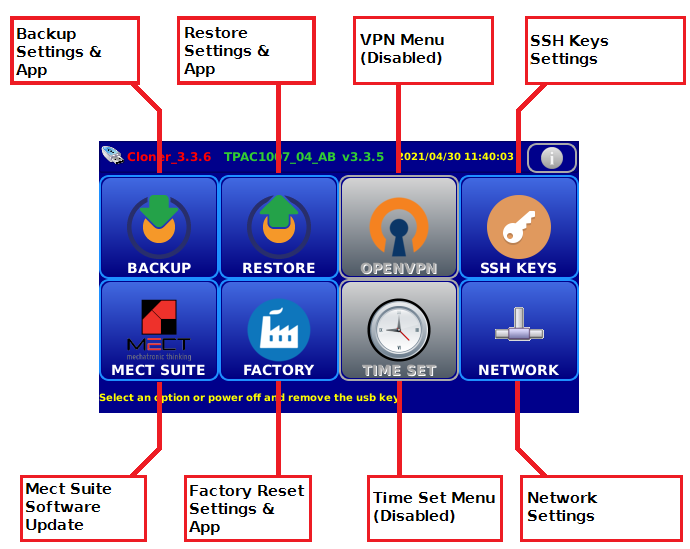 Backup
Settings &
App
Restore
Settings &
App
VPN Menu
(Disabled)
SSH Keys
Settings
Cloner_3.3.6 TPAC1007_04_AB v3.3.5 2021/04/30 11:40:03 i
BACKUP RESTORE OPENVPN SSH KEYS
MECT
mechatronic thinking
MECT SUITE FACTORY TIME SET NETWORK
Select an option or power off and remove the usb key
Mect Suite
Software
Update
Factory Reset
Settings &
App
Time Set Menu
(Disabled)
Network
Settings